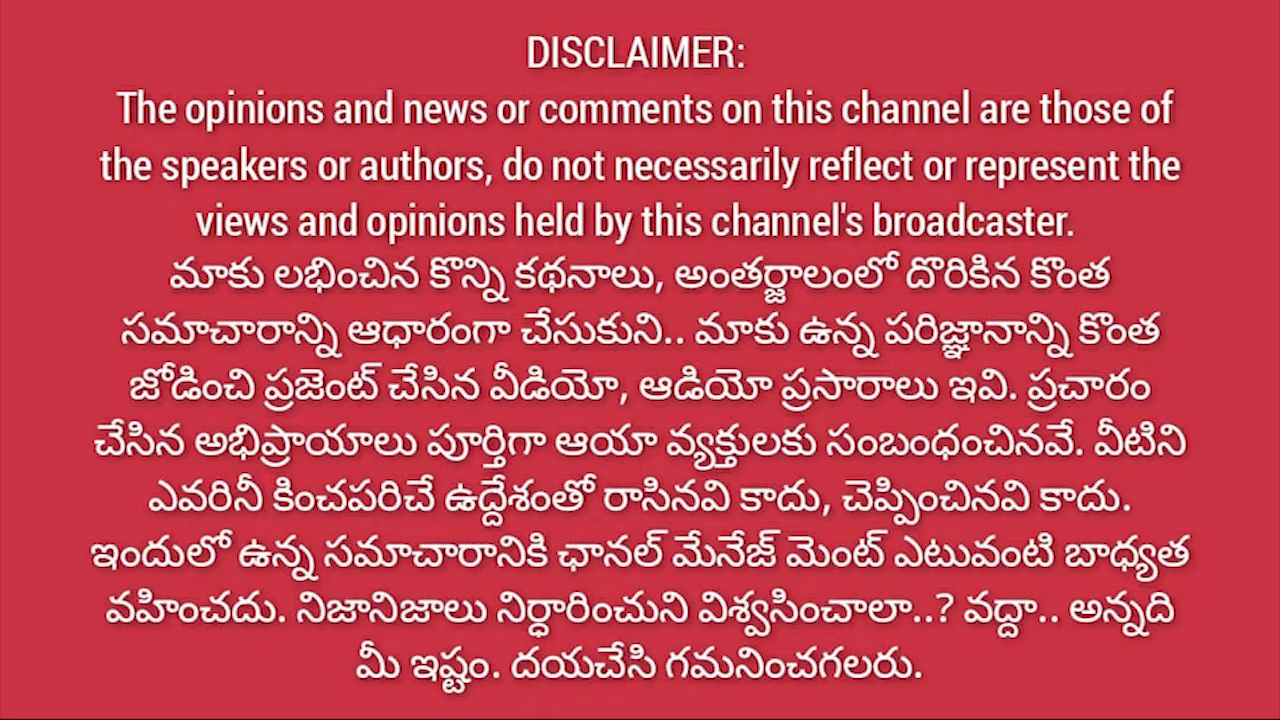 DISCLAIMER:
The opinions and news or comments on this channel are those of
the speakers or authors, do not necessarily reflect or represent the
views and opinions held by this channel's broadcaster.
మాకు లభించిన కొన్ని కథనాలు, అంతర్జాలంలో దొరికిన కొంత
సమాచారాన్ని ఆధారంగా చేసుకుని.. మాకు ఉన్న పరిజ్ఞానాన్ని కొంత
జోడించి ప్రజెంట్ చేసిన వీడియో, ఆడియో ప్రసారాలు ఇవి. ప్రచారం
చేసిన అభిప్రాయాలు పూర్తిగా ఆయా వ్యక్తులకు సంబంధంచినవే. వీటిని
ఎవరినీ కించపరిచే ఉద్దేశంతో రాసినవి కాదు, చెప్పించినవి కాదు.
ఇందులో ఉన్న సమాచారానికి ఛానల్ మేనేజ్ మెంట్ ఎటువంటి బాధ్యత
వహించదు. నిజానిజాలు నిర్ధారించుని విశ్వసించాలా..? వద్దా.. అన్నది
మీ ఇష్టం. దయచేసి గమనించగలరు.